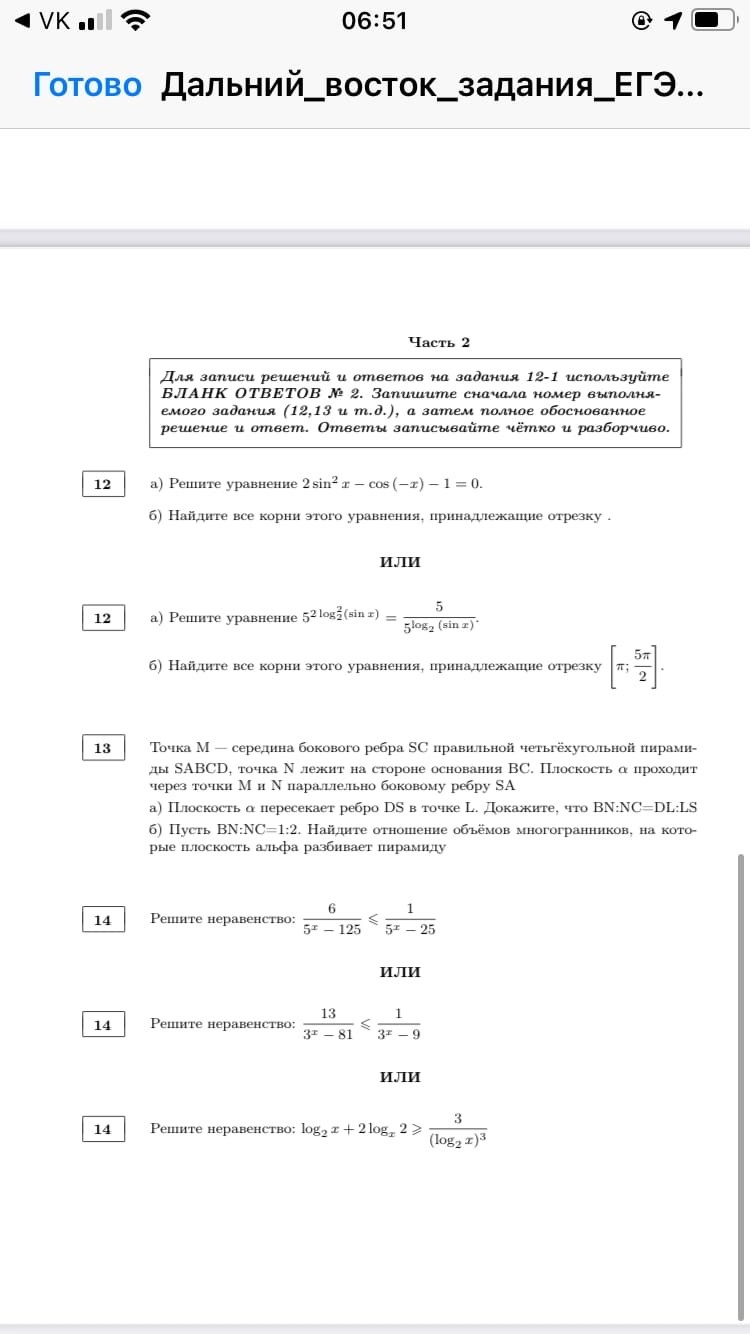 VK 06:51
Готово Дальний_восток_задания_ЕГЭ...
Часть 2
Для записи решений и ответов на задания 12-1 используйте
БЛАНК ОТВЕТОВ № 2. Запишите сначала номер выполня-
емого задания (12,13 и т.д.), а затем полное обоснованное
решение и ответ. Ответы записывайте чётко и разборчиво.
12 а) Решите уравнение 2 sin² x − cos (−x) − 1 = 0.
б) Найдите все корни этого уравнения, принадлежащие отрезку .
ИЛИ
12 а) Решите уравнение 5^{2 log₂²(sin x)} = 5 / 5^{log₂ (sin x)}.
б) Найдите все корни этого уравнения, принадлежащие отрезку [π; 5π/2].
13 Точка M — середина бокового ребра SC правильной четьгёхугольной пирами-
ды SABCD, точка N лежит на стороне основания BC. Плоскость α проходит
через точки M и N параллельно боковому ребру SA
а) Плоскость α пересекает ребро DS в точке L. Докажите, что BN:NC=DL:LS
б) Пусть BN:NC=1:2. Найдите отношение объёмов многогранников, на кото-
рые плоскость альфа разбивает пирамиду
14 Решите неравенство: 6 / (5ˣ − 125) ⩽ 1 / (5ˣ − 25)
ИЛИ
14 Решите неравенство: 13 / (3ˣ − 81) ⩽ 1 / (3ˣ − 9)
ИЛИ
14 Решите неравенство: log₂ x + 2 logₓ 2 ⩾ 3 / (log₂ x)³